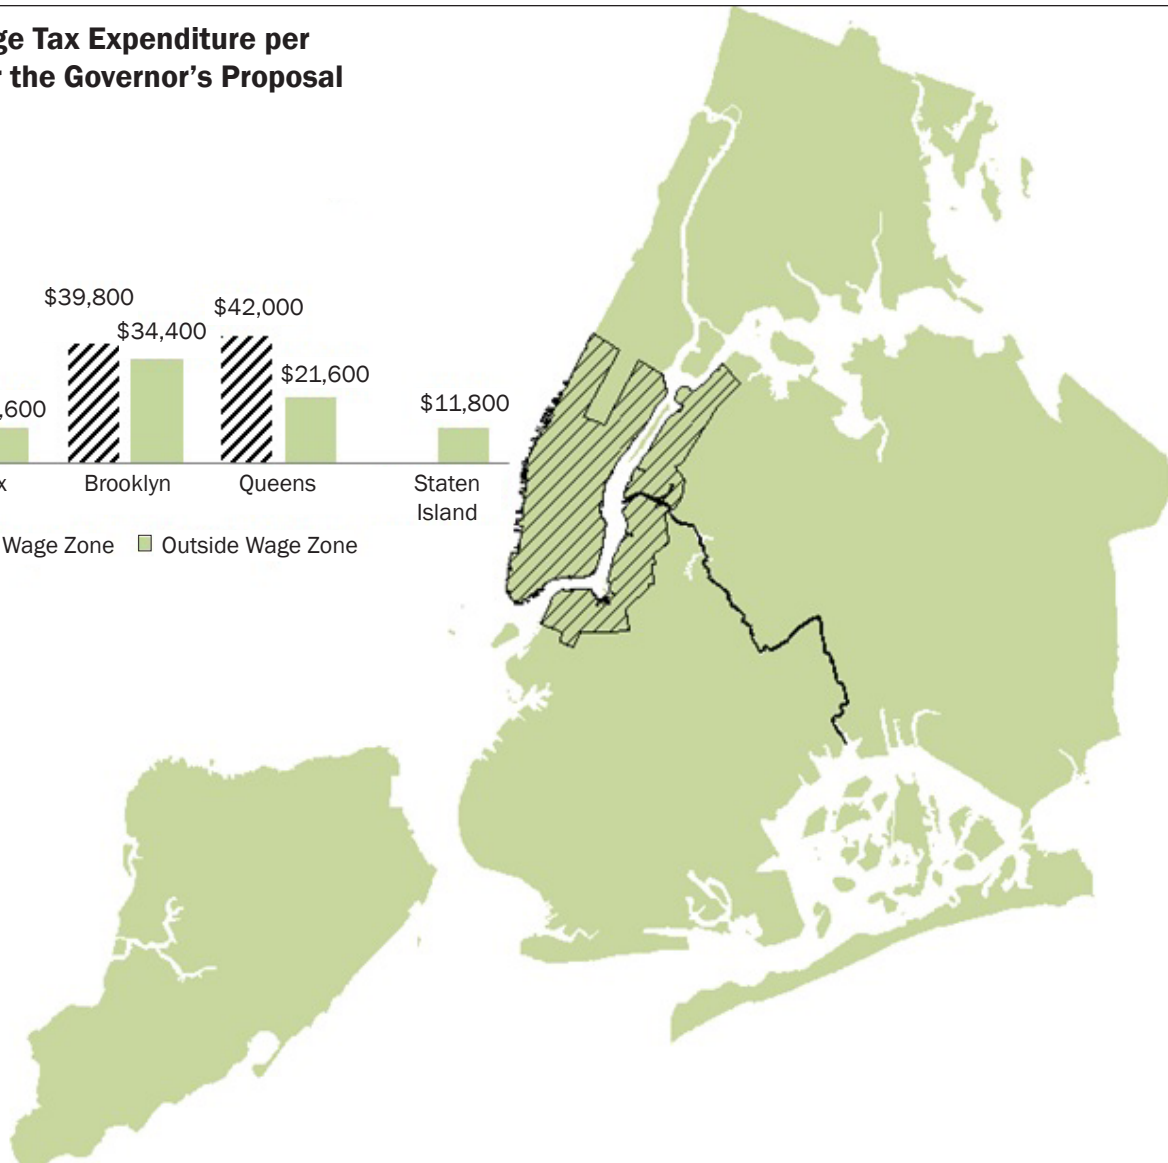 ge Tax Expenditure per
r the Governor's Proposal
$39,800
$42,000
$34,400
$21,600
,600
$11,800
x
Brooklyn
Queens
Staten
Island
Wage Zone
Outside Wage Zone